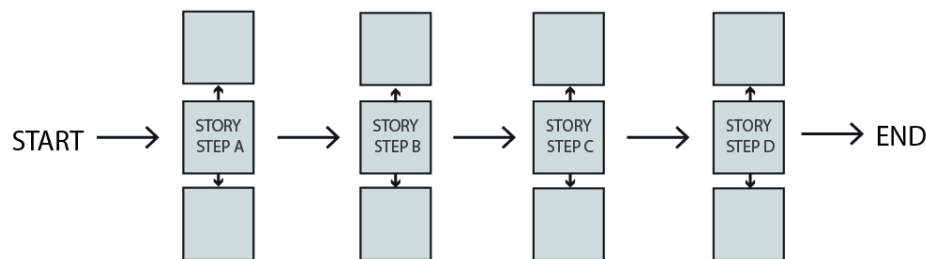 START
STORY
STEP A
STORY
STEP B
STORY
STEP C
STORY
STEP D
END